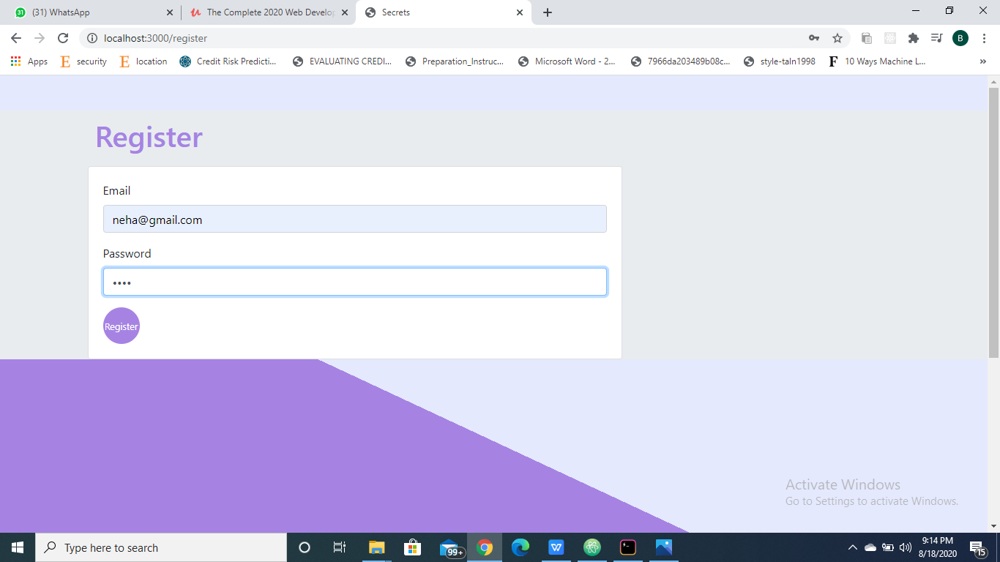 (31) WhatsApp
The Complete 2020 Web Develop
Secrets
localhost:3000/register
B
Apps
security
location
Credit Risk Predicti...
EVALUATING CREDI...
Preparation_Instruc...
Microsoft Word - 2...
7966da203489b08c...
style-taln1998
10 Ways Machine L...
Register
Email
neha@gmail.com
Password
••••
Register
Activate Windows
Go to Settings to activate Windows.
Type here to search
99+
9:14 PM
8/18/2020
15